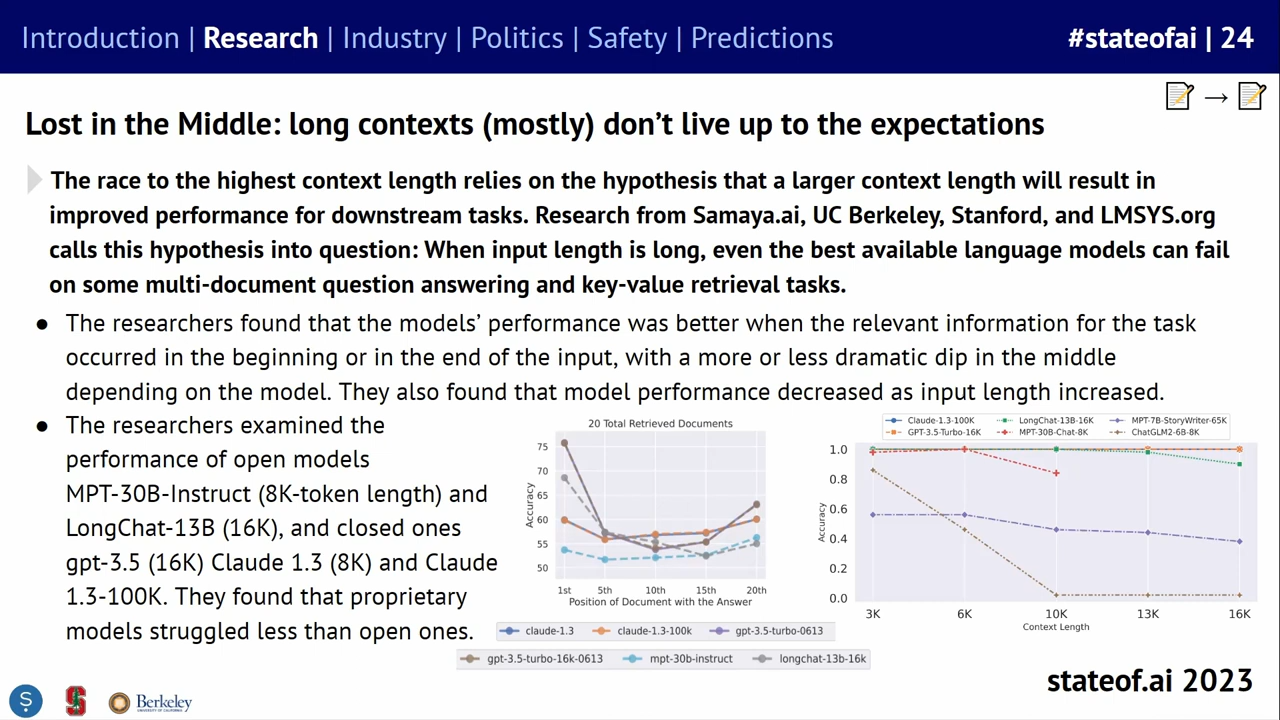 Introduction | Research | Industry | Politics | Safety | Predictions
#stateofai | 24
Lost in the Middle: long contexts (mostly) don't live up to the expectations
The race to the highest context length relies on the hypothesis that a larger context length will result in
improved performance for downstream tasks. Research from Samaya.ai, UC Berkeley, Stanford, and LMSYS.org
calls this hypothesis into question: When input length is long, even the best available language models can fail
on some multi-document question answering and key-value retrieval tasks.
● The researchers found that the models' performance was better when the relevant information for the task
occurred in the beginning or in the end of the input, with a more or less dramatic dip in the middle
depending on the model. They also found that model performance decreased as input length increased.
● The researchers examined the
performance of open models
MPT-30B-Instruct (8K-token length) and
LongChat-13B (16K), and closed ones
gpt-3.5 (16K) Claude 1.3 (8K) and Claude
1.3-100K. They found that proprietary
models struggled less than open ones.
20 Total Retrieved Documents
75
70
65
60
55
50
Accuracy
1st 5th 10th 15th 20th
Position of Document with the Answer
claude-1.3 claude-1.3-100k gpt-3.5-turbo-0613
gpt-3.5-turbo-16k-0613 mpt-30b-instruct longchat-13b-16k
Claude-1.3-100K LongChat-13B-16K MPT-7B-StoryWriter-65K
GPT-3.5-Turbo-16K MPT-30B-Chat-8K ChatGLM2-6B-8K
1.0
0.8
0.6
0.4
0.2
0.0
Accuracy
3K 6K 10K 13K 16K
Context Length
S
S
Berkeley
UNIVERSITY OF CALIFORNIA
stateof.ai 2023